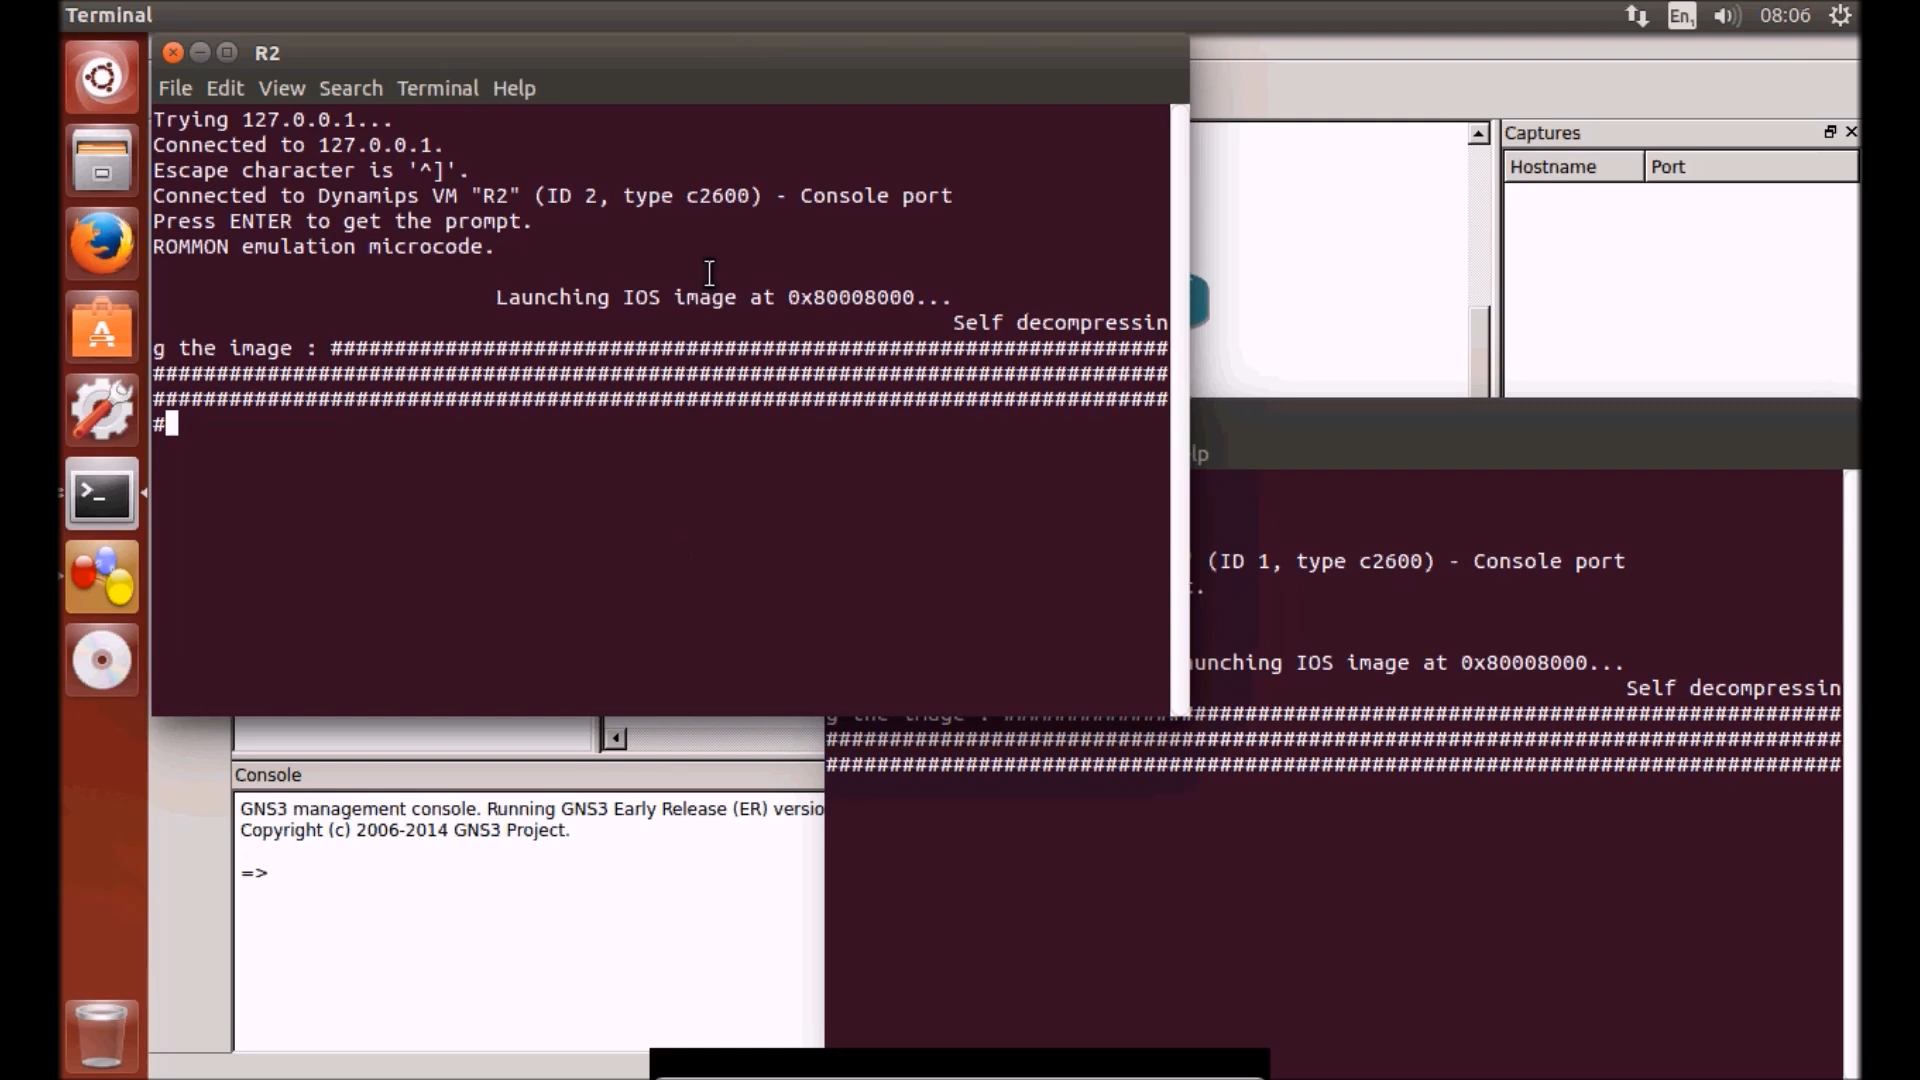 Terminal
En1
08:06
R2
File Edit View Search Terminal Help
Trying 127.0.0.1...
Connected to 127.0.0.1.
Escape character is '^]'.
Connected to Dynamips VM "R2" (ID 2, type c2600) - Console port
Press ENTER to get the prompt.
ROMMON emulation microcode.
Launching IOS image at 0x80008000...
Self decompressin
g the image : ##################################################################
################################################################################
################################################################################
#
Captures
Hostname Port
lp
(ID 1, type c2600) - Console port
.
unching IOS image at 0x80008000...
Self decompressin
g the image : ##################################################################
################################################################################
################################################################################
Console
GNS3 management console. Running GNS3 Early Release (ER) versio
Copyright (c) 2006-2014 GNS3 Project.
=>